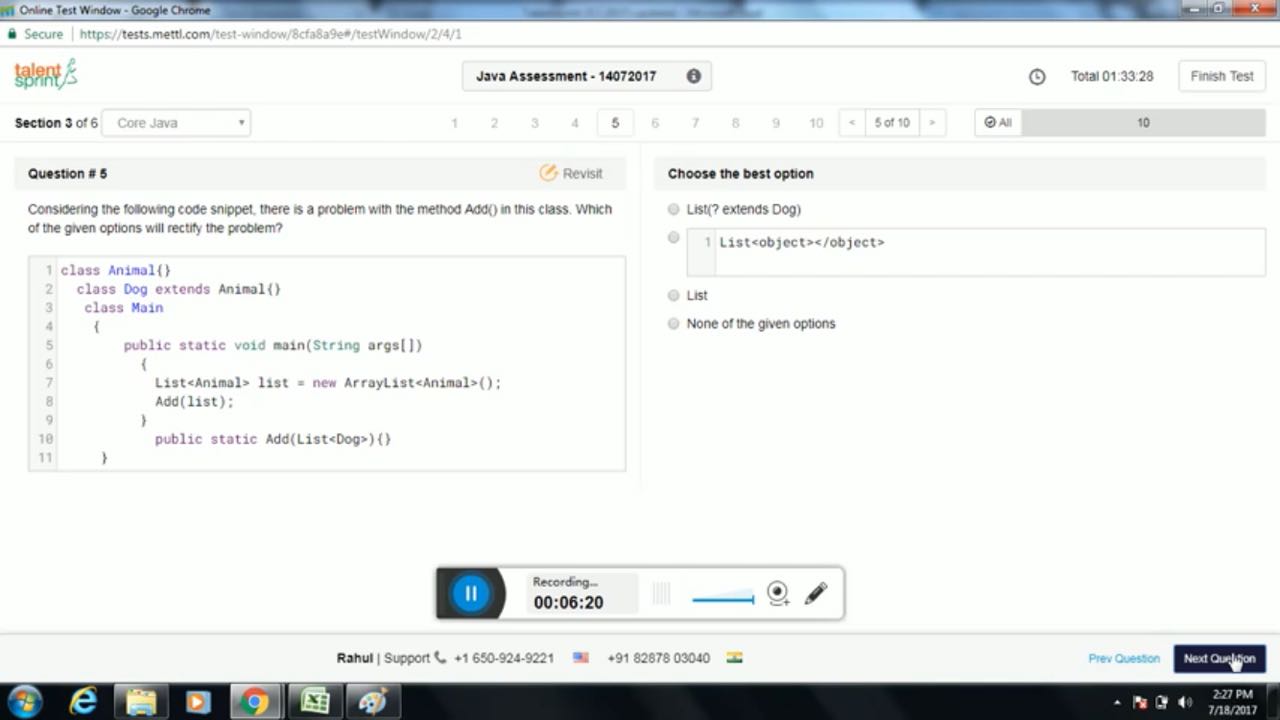 Online Test Window - Google Chrome
Secure | https://tests.mettl.com/test-window/8cfa8a9e#/testWindow/2/4/1
talent sprint
Java Assessment - 14072017
Total 01:33:28
Finish Test
Section 3 of 6
Core Java
1 2 3 4 5 6 7 8 9 10
< 5 of 10 >
All
10
Question # 5
Revisit
Considering the following code snippet, there is a problem with the method Add() in this class. Which
of the given options will rectify the problem?
1 class Animal{}
2 class Dog extends Animal{}
3 class Main
4 {
5 public static void main(String args[])
6 {
7 List<Animal> list = new ArrayList<Animal>();
8 Add(list);
9 }
10 public static Add(List<Dog>){}
11 }
Choose the best option
List(? extends Dog)
1 List<object></object>
List
None of the given options
Recording...
00:06:20
Rahul | Support +1 650-924-9221 +91 82878 03040
Prev Question
Next Question
2:27 PM
7/18/2017